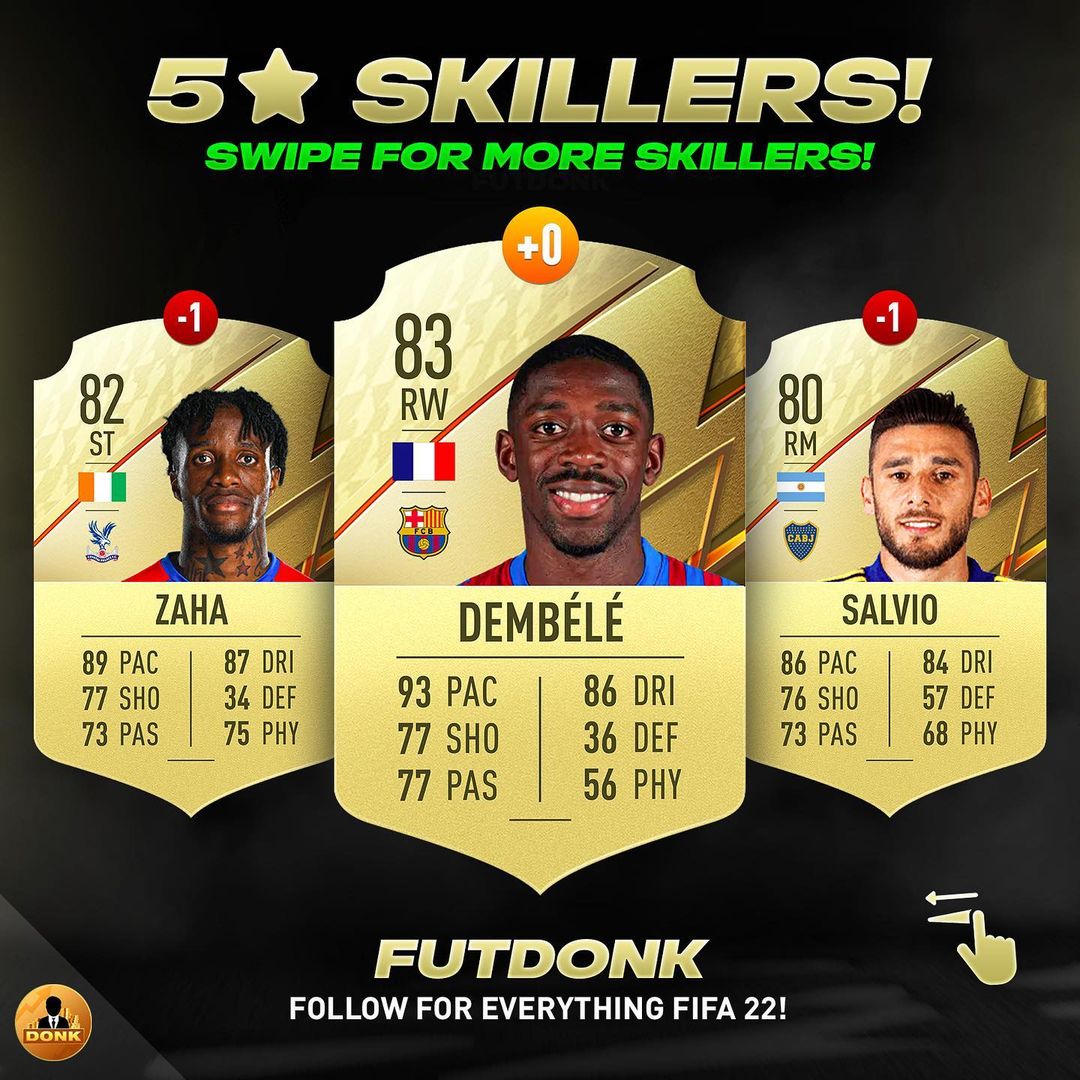 5★ SKILLERS!
SWIPE FOR MORE SKILLERS!
FUTDONK
-1
82
ST
ZAHA
89 PAC 87 DRI
77 SHO 34 DEF
73 PAS 75 PHY
+0
83
RW
FCB
DEMBÉLÉ
93 PAC 86 DRI
77 SHO 36 DEF
77 PAS 56 PHY
-1
80
RM
CABJ
SALVIO
86 PAC 84 DRI
76 SHO 57 DEF
73 PAS 68 PHY
FUTDONK
FOLLOW FOR EVERYTHING FIFA 22!
DONK